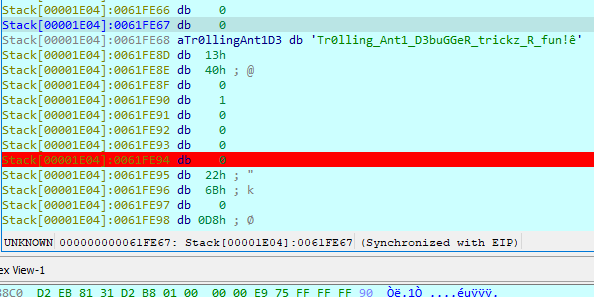 Stack[00001E04]:0061FE66 db 0
Stack[00001E04]:0061FE67 db 0
Stack[00001E04]:0061FE68 aTr0llingAnt1D3 db 'Tr0lling_Ant1_D3buGGeR_trickz_R_fun!ê'
Stack[00001E04]:0061FE8D db 13h
Stack[00001E04]:0061FE8E db 40h ; @
Stack[00001E04]:0061FE8F db 0
Stack[00001E04]:0061FE90 db 1
Stack[00001E04]:0061FE91 db 0
Stack[00001E04]:0061FE92 db 0
Stack[00001E04]:0061FE93 db 0
Stack[00001E04]:0061FE94 db 0
Stack[00001E04]:0061FE95 db 22h ; "
Stack[00001E04]:0061FE96 db 6Bh ; k
Stack[00001E04]:0061FE97 db 0
Stack[00001E04]:0061FE98 db 0D8h ; Ø
UNKNOWN 000000000061FE67: Stack[00001E04]:0061FE67 (Synchronized with EIP)
ex View-1
38C0 D2 EB 81 31 D2 B8 01 00 00 00 E9 75 FF FF FF 90 Òë.1Ò ....éuÿÿÿ.